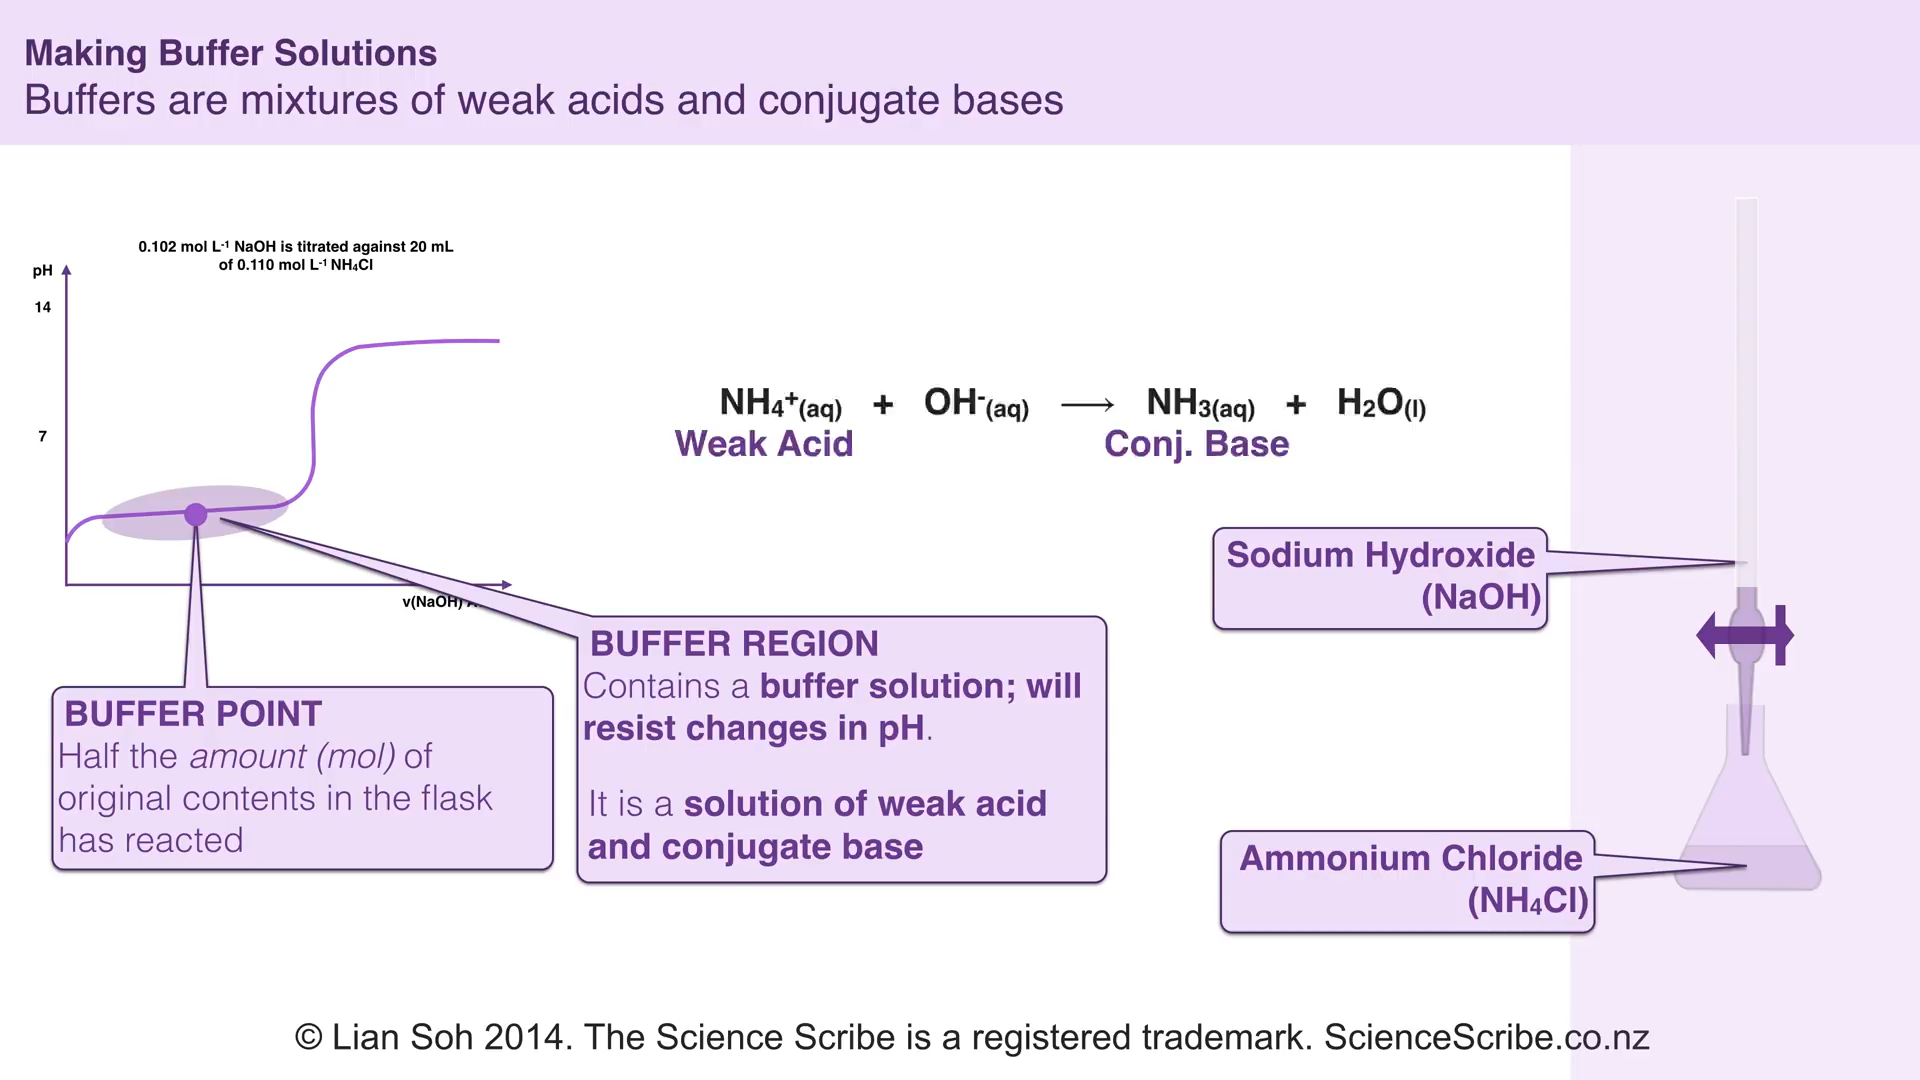 Making Buffer Solutions
Buffers are mixtures of weak acids and conjugate bases
0.102 mol L⁻¹ NaOH is titrated against 20 mL
of 0.110 mol L⁻¹ NH₄Cl
pH
14
7
v(NaOH)
NH₄⁺(aq) + OH⁻(aq) ⟶ NH₃(aq) + H₂O(l)
Weak Acid Conj. Base
Sodium Hydroxide
(NaOH)
BUFFER REGION
Contains a buffer solution; will
resist changes in pH.
It is a solution of weak acid
and conjugate base
BUFFER POINT
Half the amount (mol) of
original contents in the flask
has reacted
Ammonium Chloride
(NH₄Cl)
© Lian Soh 2014. The Science Scribe is a registered trademark. ScienceScribe.co.nz